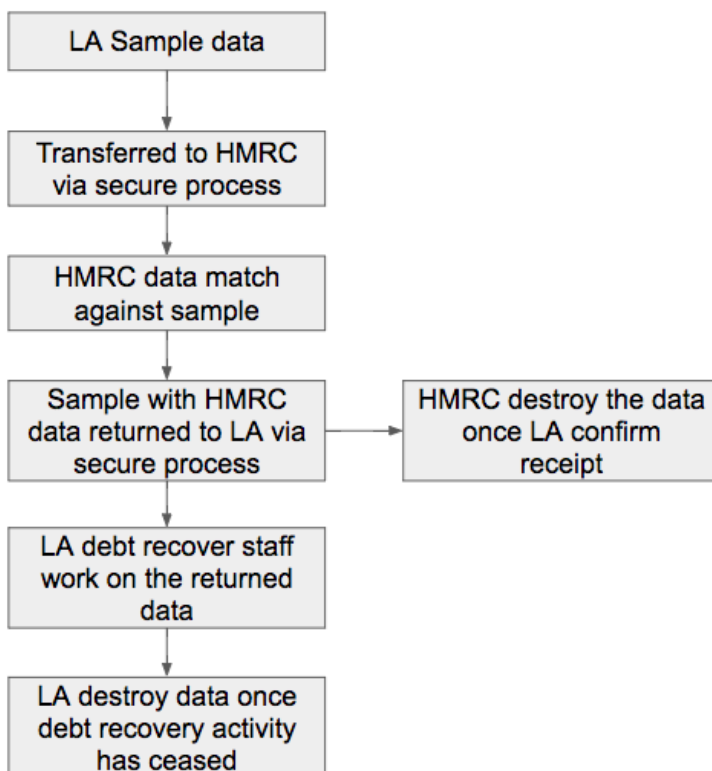 LA Sample data
Transferred to HMRC
via secure process
HMRC data match
against sample
Sample with HMRC
data returned to LA via
secure process
HMRC destroy the data
once LA confirm
receipt
LA debt recover staff
work on the returned
data
LA destroy data once
debt recovery activity
has ceased